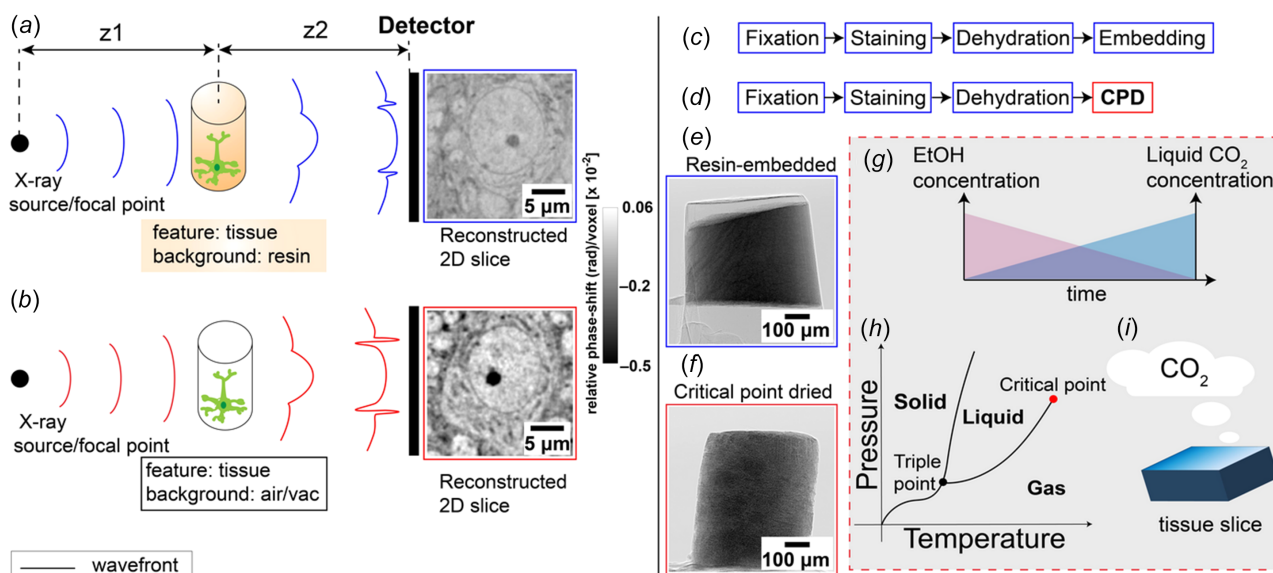 (a)
z1
z2
Detector
X-ray
source/focal point
feature: tissue
background: resin
5 µm
Reconstructed
2D slice
relative phase-shift (rad)/voxel [x 10⁻²]
0.06
−0.2
−0.5
(b)
X-ray
source/focal point
feature: tissue
background: air/vac
5 µm
Reconstructed
2D slice
wavefront
(c)
Fixation
Staining
Dehydration
Embedding
(d)
Fixation
Staining
Dehydration
CPD
(e)
Resin-embedded
100 µm
(f)
Critical point dried
100 µm
(g)
EtOH
concentration
Liquid CO₂
concentration
time
(h)
Pressure
Solid
Liquid
Critical point
Triple
point
Gas
Temperature
(i)
CO₂
tissue slice